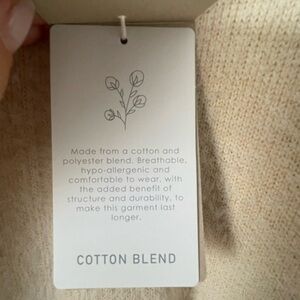 Made from a cotton and
polyester blend. Breathable,
hypo-allergenic and
comfortable to wear, with
the added benefit of
structure and durability, to
make this garment last
longer.
COTTON BLEND